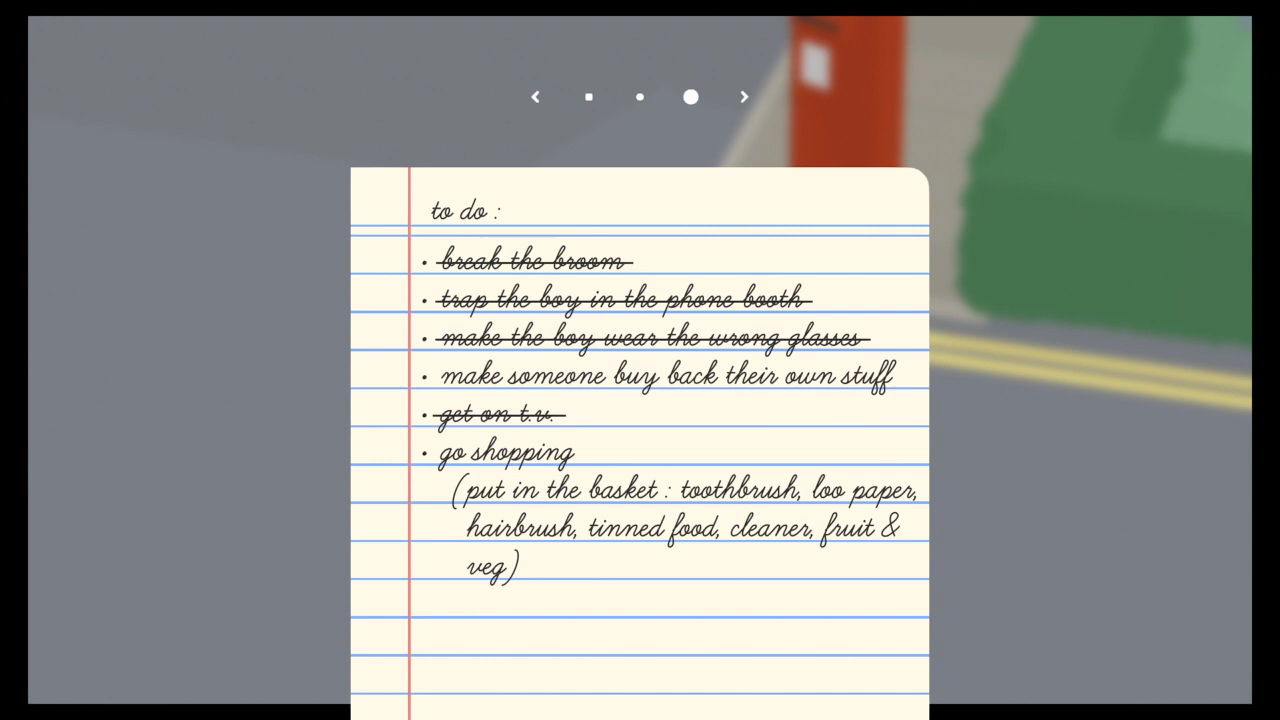 to do :
• break the broom
• trap the boy in the phone booth
• make the boy wear the wrong glasses
• make someone buy back their own stuff
• get on t.v.
• go shopping
(put in the basket : toothbrush, loo paper,
hairbrush, tinned food, cleaner, fruit &
veg)